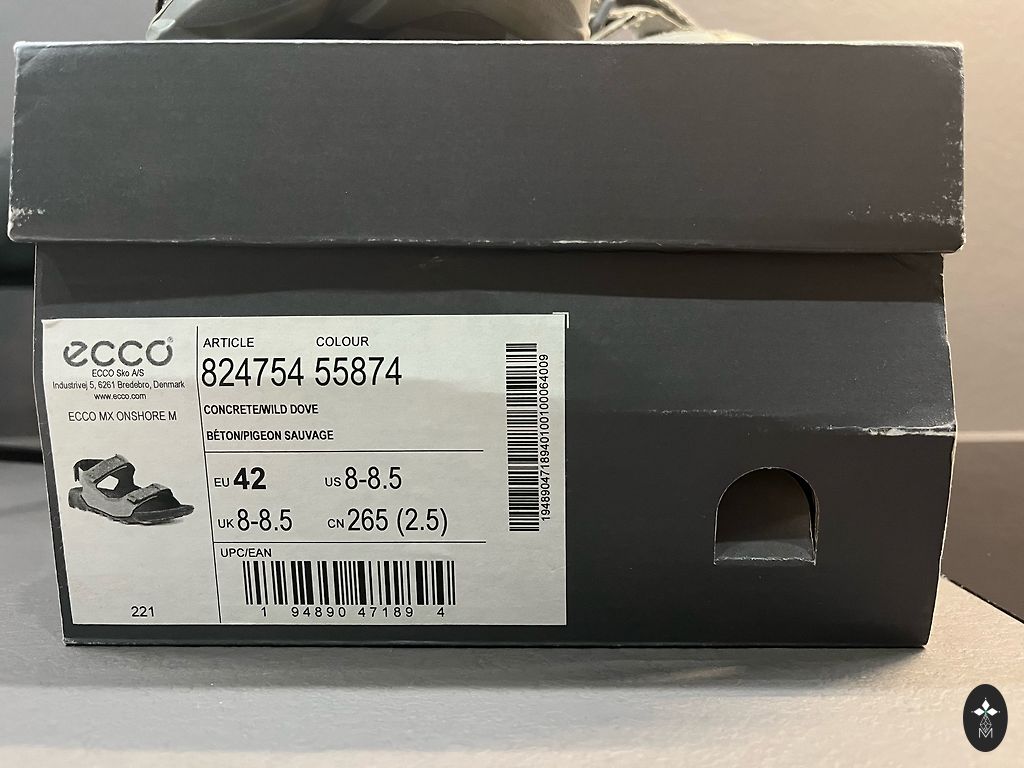 ecco®
ECCO Sko A/S
Industrivej 5, 6261 Bredebro, Denmark
www.ecco.com
ECCO MX ONSHORE M
221
ARTICLE COLOUR
824754 55874
CONCRETE/WILD DOVE
BÉTON/PIGEON SAUVAGE
EU 42 US 8-8.5
UK 8-8.5 CN 265 (2.5)
UPC/EAN
1 94890 47189 4
1948904718940100100064009
M